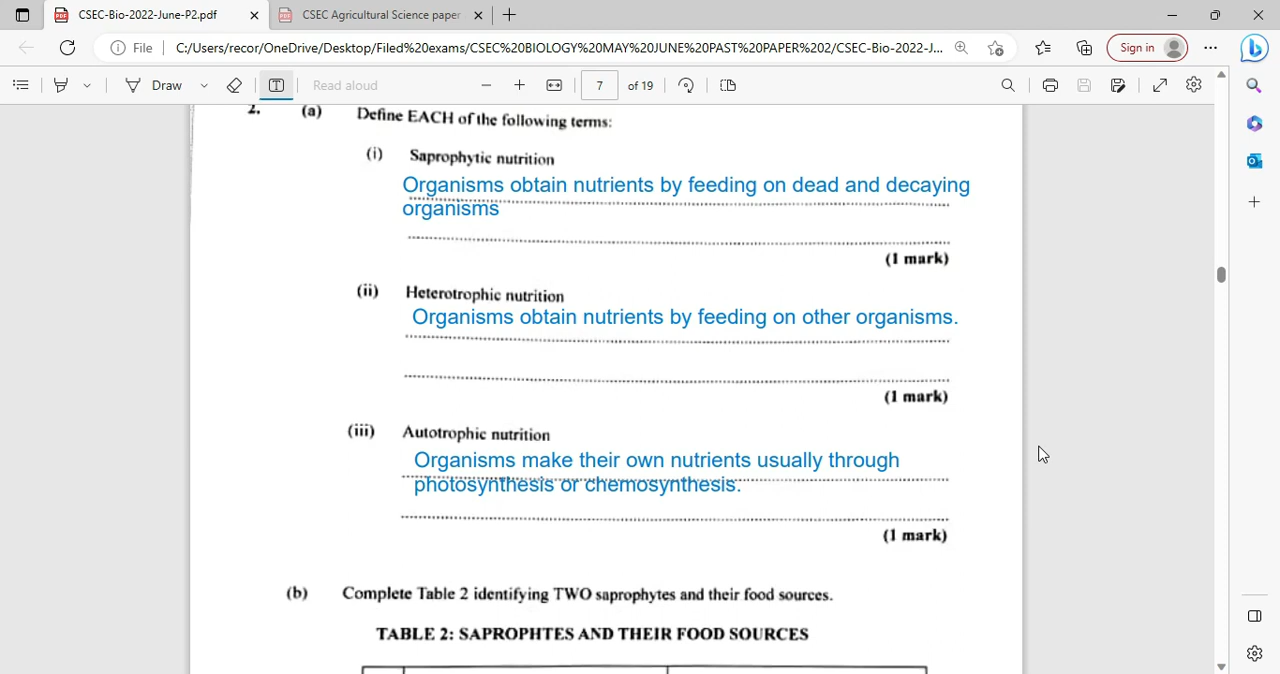 CSEC-Bio-2022-June-P2.pdf
CSEC Agricultural Science paper
File
C:/Users/recor/OneDrive/Desktop/Filed%20exams/CSEC%20BIOLOGY%20MAY%20JUNE%20PAST%20PAPER%202/CSEC-Bio-2022-J...
Sign in
Draw
Read aloud
7 of 19
2. (a) Define EACH of the following terms:
(i) Saprophytic nutrition
Organisms obtain nutrients by feeding on dead and decaying
organisms
(1 mark)
(ii) Heterotrophic nutrition
Organisms obtain nutrients by feeding on other organisms.
(1 mark)
(iii) Autotrophic nutrition
Organisms make their own nutrients usually through
photosynthesis or chemosynthesis.
(1 mark)
(b) Complete Table 2 identifying TWO saprophytes and their food sources.
TABLE 2: SAPROPHTES AND THEIR FOOD SOURCES